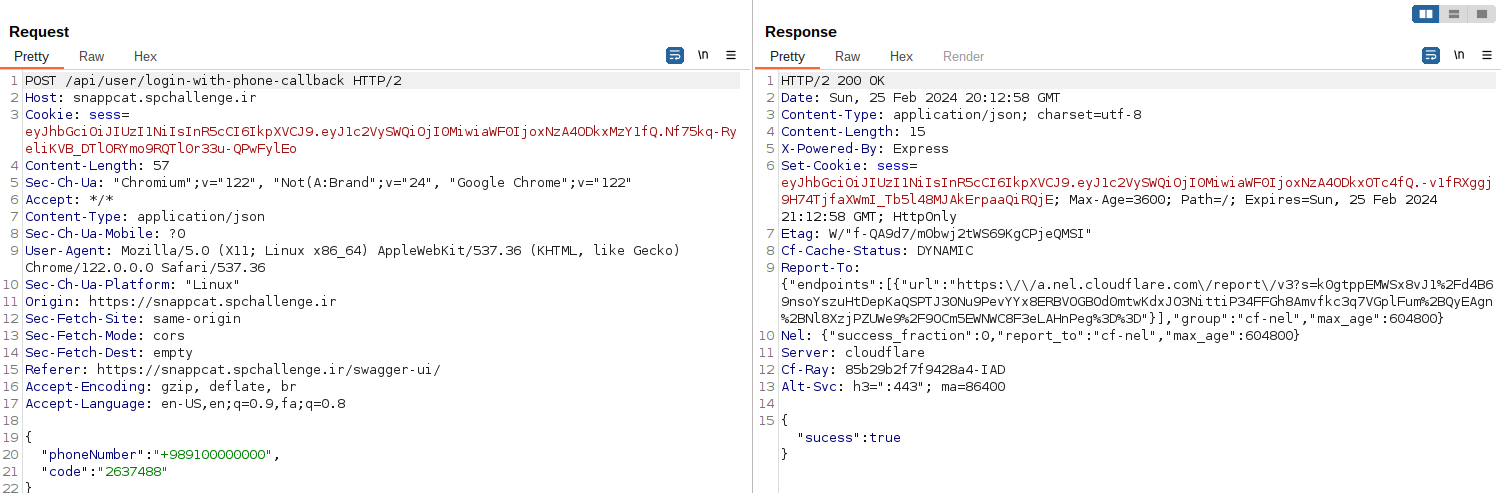 Request
Pretty Raw Hex \n
1 POST /api/user/login-with-phone-callback HTTP/2
2 Host: snappcat.spchallenge.ir
3 Cookie: sess=
eyJhbGciOiJIUzI1NiIsInR5cCI6IkpXVCJ9.eyJ1c2VySWQiOjI0MiwiaWF0IjoxNzA4ODkxMzY1fQ.Nf75kq-Ry
eliKVB_DTlORYmo9RQTlOr33u-QPwFylEo
4 Content-Length: 57
5 Sec-Ch-Ua: "Chromium";v="122", "Not(A:Brand";v="24", "Google Chrome";v="122"
6 Accept: */*
7 Content-Type: application/json
8 Sec-Ch-Ua-Mobile: ?0
9 User-Agent: Mozilla/5.0 (X11; Linux x86_64) AppleWebKit/537.36 (KHTML, like Gecko)
Chrome/122.0.0.0 Safari/537.36
10 Sec-Ch-Ua-Platform: "Linux"
11 Origin: https://snappcat.spchallenge.ir
12 Sec-Fetch-Site: same-origin
13 Sec-Fetch-Mode: cors
14 Sec-Fetch-Dest: empty
15 Referer: https://snappcat.spchallenge.ir/swagger-ui/
16 Accept-Encoding: gzip, deflate, br
17 Accept-Language: en-US,en;q=0.9,fa;q=0.8
18
19 {
20 "phoneNumber":"+989100000000",
21 "code":"2637488"
22 }
Response
Pretty Raw Hex Render \n
1 HTTP/2 200 OK
2 Date: Sun, 25 Feb 2024 20:12:58 GMT
3 Content-Type: application/json; charset=utf-8
4 Content-Length: 15
5 X-Powered-By: Express
6 Set-Cookie: sess=
eyJhbGciOiJIUzI1NiIsInR5cCI6IkpXVCJ9.eyJ1c2VySWQiOjI0MiwiaWF0IjoxNzA4ODkxOTc4fQ.-v1fRXggj
9H74TjfaXWmI_Tb5l48MJAkErpaaQiRQjE; Max-Age=3600; Path=/; Expires=Sun, 25 Feb 2024
21:12:58 GMT; HttpOnly
7 Etag: W/"f-QA9d7/mObwj2tWS69KgCPjeQMSI"
8 Cf-Cache-Status: DYNAMIC
9 Report-To:
{"endpoints":[{"url":"https:\/\/a.nel.cloudflare.com\/report\/v3?s=kOgtppEMWSx8vJ1%2Fd4B6
9nsoYszuHtDepKaQSPTJ30Nu9PevYYx8ERBVOGBOd0mtwKdxJO3NittiP34FFGh8Amvfkc3q7VGplFum%2BQyEAgn
%2BNl8XzjPZUWe9%2F9OCm5EWNWC8F3eLAHnPeg%3D%3D"}],"group":"cf-nel","max_age":604800}
10 Nel: {"success_fraction":0,"report_to":"cf-nel","max_age":604800}
11 Server: cloudflare
12 Cf-Ray: 85b29b2f7f9428a4-IAD
13 Alt-Svc: h3=":443"; ma=86400
14
15 {
"sucess":true
}